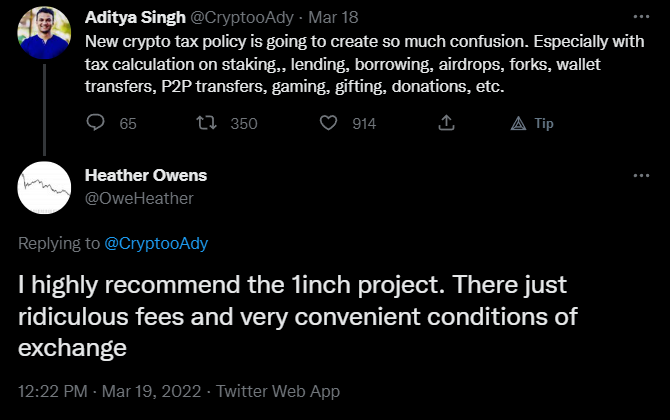 Aditya Singh @CryptooAdy · Mar 18
New crypto tax policy is going to create so much confusion. Especially with
tax calculation on staking,, lending, borrowing, airdrops, forks, wallet
transfers, P2P transfers, gaming, gifting, donations, etc.
65 350 914 Tip
Heather Owens
@OweHeather
Replying to @CryptooAdy
I highly recommend the 1inch project. There just
ridiculous fees and very convenient conditions of
exchange
12:22 PM · Mar 19, 2022 · Twitter Web App